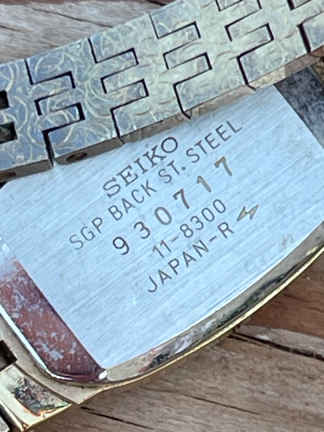 SEIKO
SGP BACK ST. STEEL
930717
11-8300
JAPAN-R